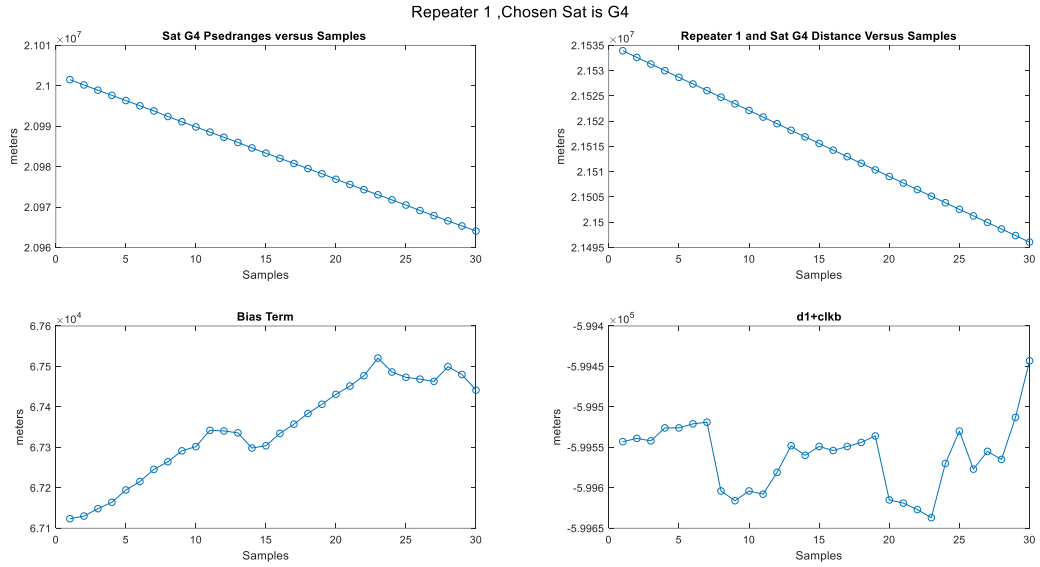 Repeater 1 ,Chosen Sat is G4
Sat G4 Psedranges versus Samples
×10^7
2.101
2.1
2.099
2.098
2.097
2.096
meters
0 5 10 15 20 25 30
Samples
Repeater 1 and Sat G4 Distance Versus Samples
×10^7
2.1535
2.153
2.1525
2.152
2.1515
2.151
2.1505
2.15
2.1495
meters
0 5 10 15 20 25 30
Samples
Bias Term
×10^4
6.76
6.75
6.74
6.73
6.72
6.71
meters
0 5 10 15 20 25 30
Samples
d1+clkb
×10^5
-5.994
-5.9945
-5.995
-5.9955
-5.996
-5.9965
meters
0 5 10 15 20 25 30
Samples